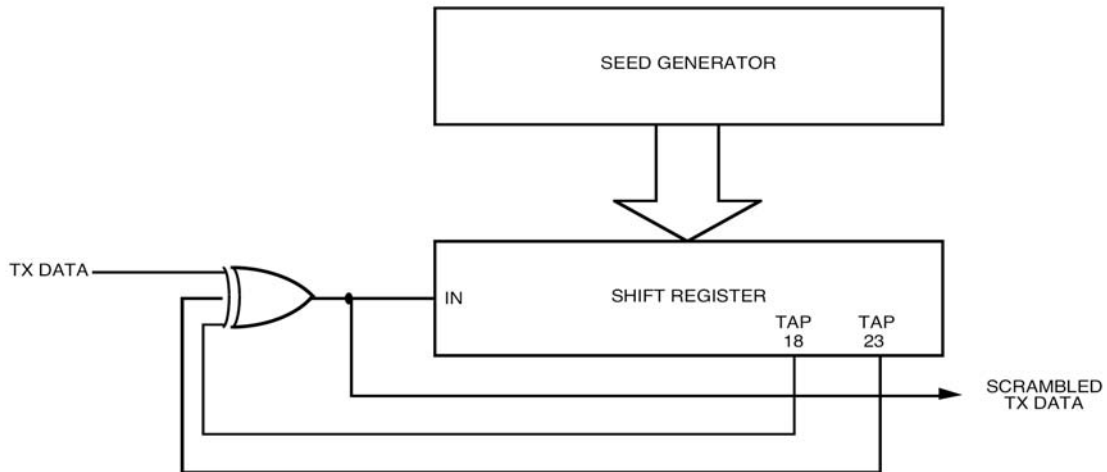 SEED GENERATOR
TX DATA
IN
SHIFT REGISTER
TAP
18
TAP
23
SCRAMBLED
TX DATA